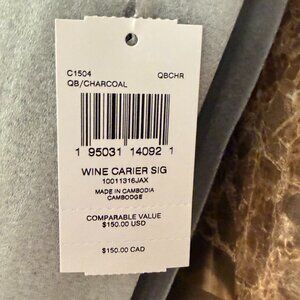 C1504 QBCHR
QB/CHARCOAL
1 95031 14092 1
WINE CARIER SIG
10011316JAX
MADE IN CAMBODIA
CAMBODGE
COMPARABLE VALUE
$150.00 USD
$150.00 CAD